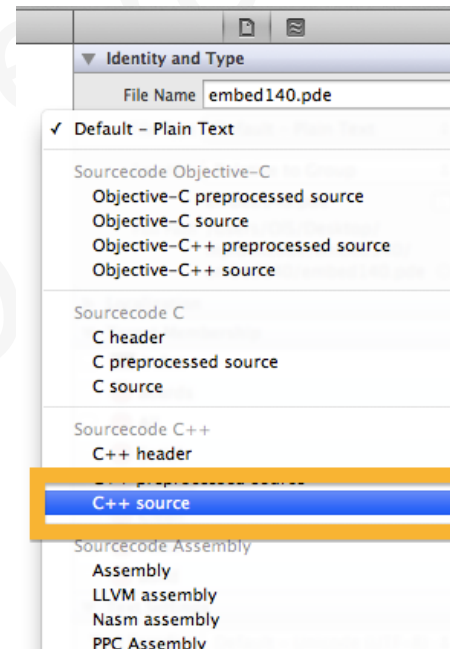 Identity and Type
File Name embed140.pde
✓ Default - Plain Text
Sourcecode Objective-C
Objective-C preprocessed source
Objective-C source
Objective-C++ preprocessed source
Objective-C++ source
Sourcecode C
C header
C preprocessed source
C source
Sourcecode C++
C++ header
C++ preprocessed source
C++ source
Sourcecode Assembly
Assembly
LLVM assembly
Nasm assembly
PPC Assembly